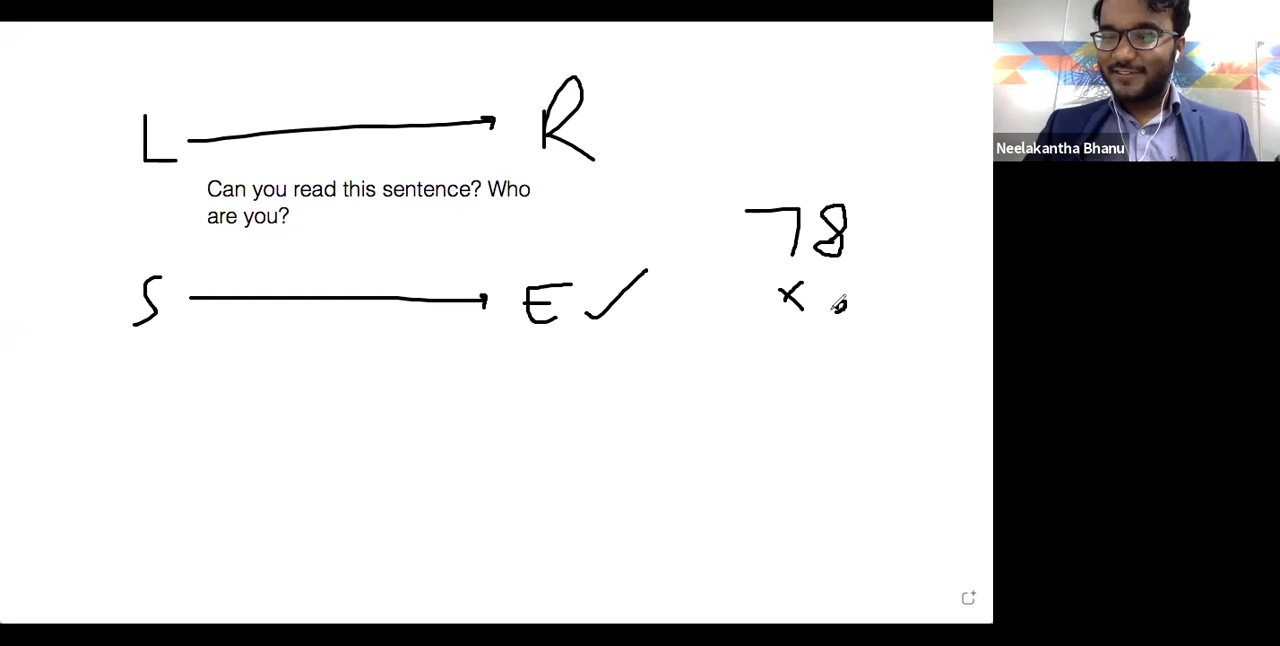 L → R
Can you read this sentence? Who
are you?
S → E ✓
78
×
Neelakantha Bhanu